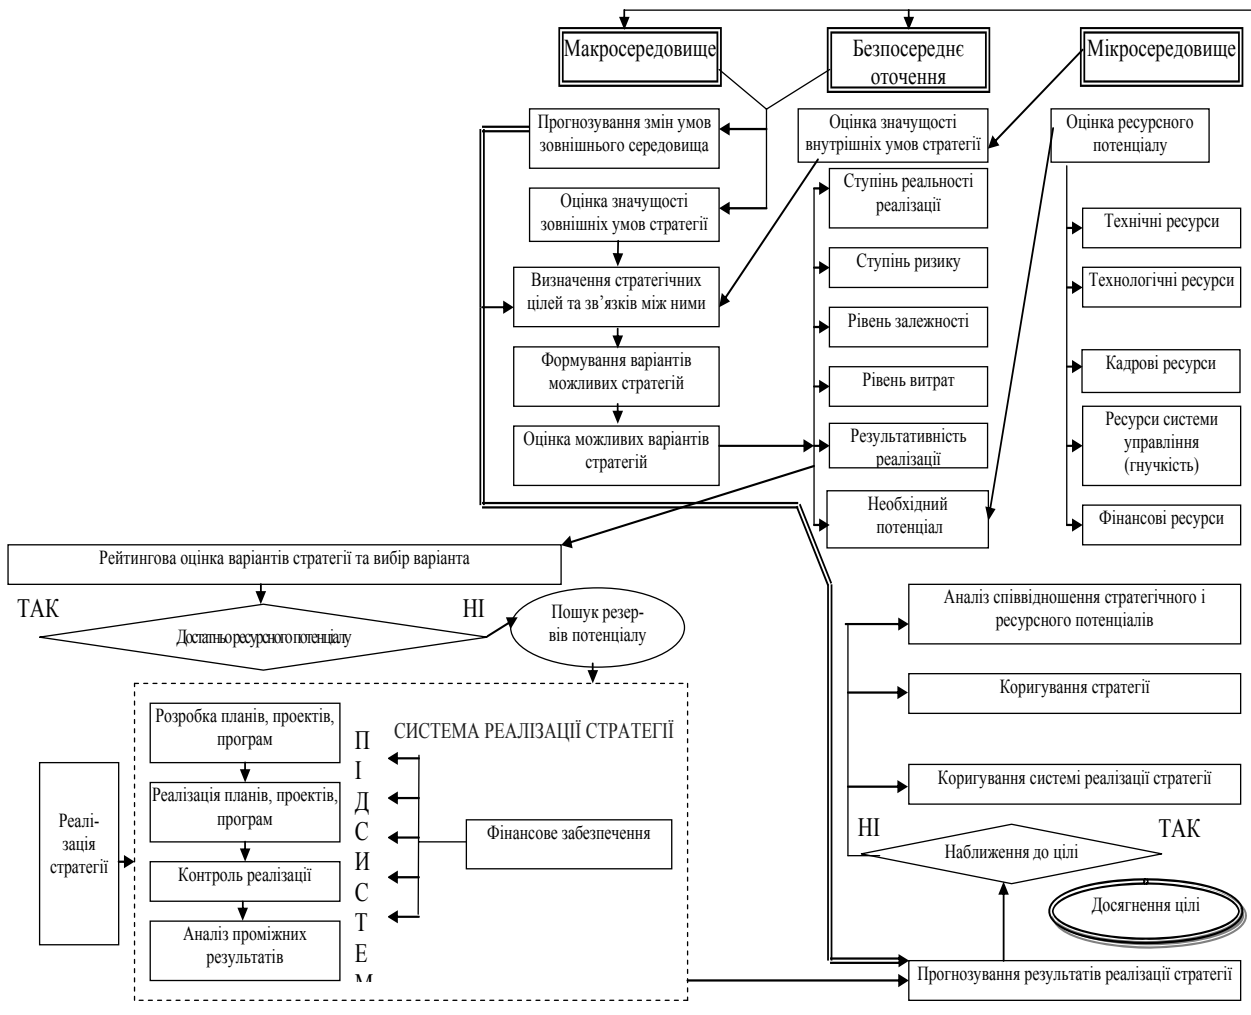 Макросередовище
Безпосереднє
оточення
Мікросередовище
Прогнозування змін умов
зовнішнього середовища
Оцінка значущості
внутрішніх умов стратегії
Оцінка ресурсного
потенціалу
Оцінка значущості
зовнішніх умов стратегії
Ступінь реальності
реалізації
Технічні ресурси
Визначення стратегічних
цілей та зв’язків між ними
Ступінь ризику
Технологічні ресурси
Рівень залежності
Формування варіантів
можливих стратегій
Рівень витрат
Кадрові ресурси
Оцінка можливих варіантів
стратегій
Результативність
реалізації
Ресурси системи
управління
(гнучкість)
Необхідний
потенціал
Фінансові ресурси
Рейтингова оцінка варіантів стратегії та вибір варіанта
ТАК
НІ
Достатньо ресурсного потенціалу
Пошук резер-
вів потенціалу
Аналіз співвідношення стратегічного і
ресурсного потенціалів
Коригування стратегії
Коригування системі реалізації стратегії
Розробка планів, проектів,
програм
СИСТЕМА РЕАЛІЗАЦІЇ СТРАТЕГІЇ
П
І
Д
С
И
С
Т
Е
М
Реалізація планів, проектів,
програм
Реалі-
зація
стратегії
Фінансове забезпечення
Контроль реалізації
Аналіз проміжних
результатів
НІ
ТАК
Наближення до цілі
Досягнення цілі
Прогнозування результатів реалізації стратегії